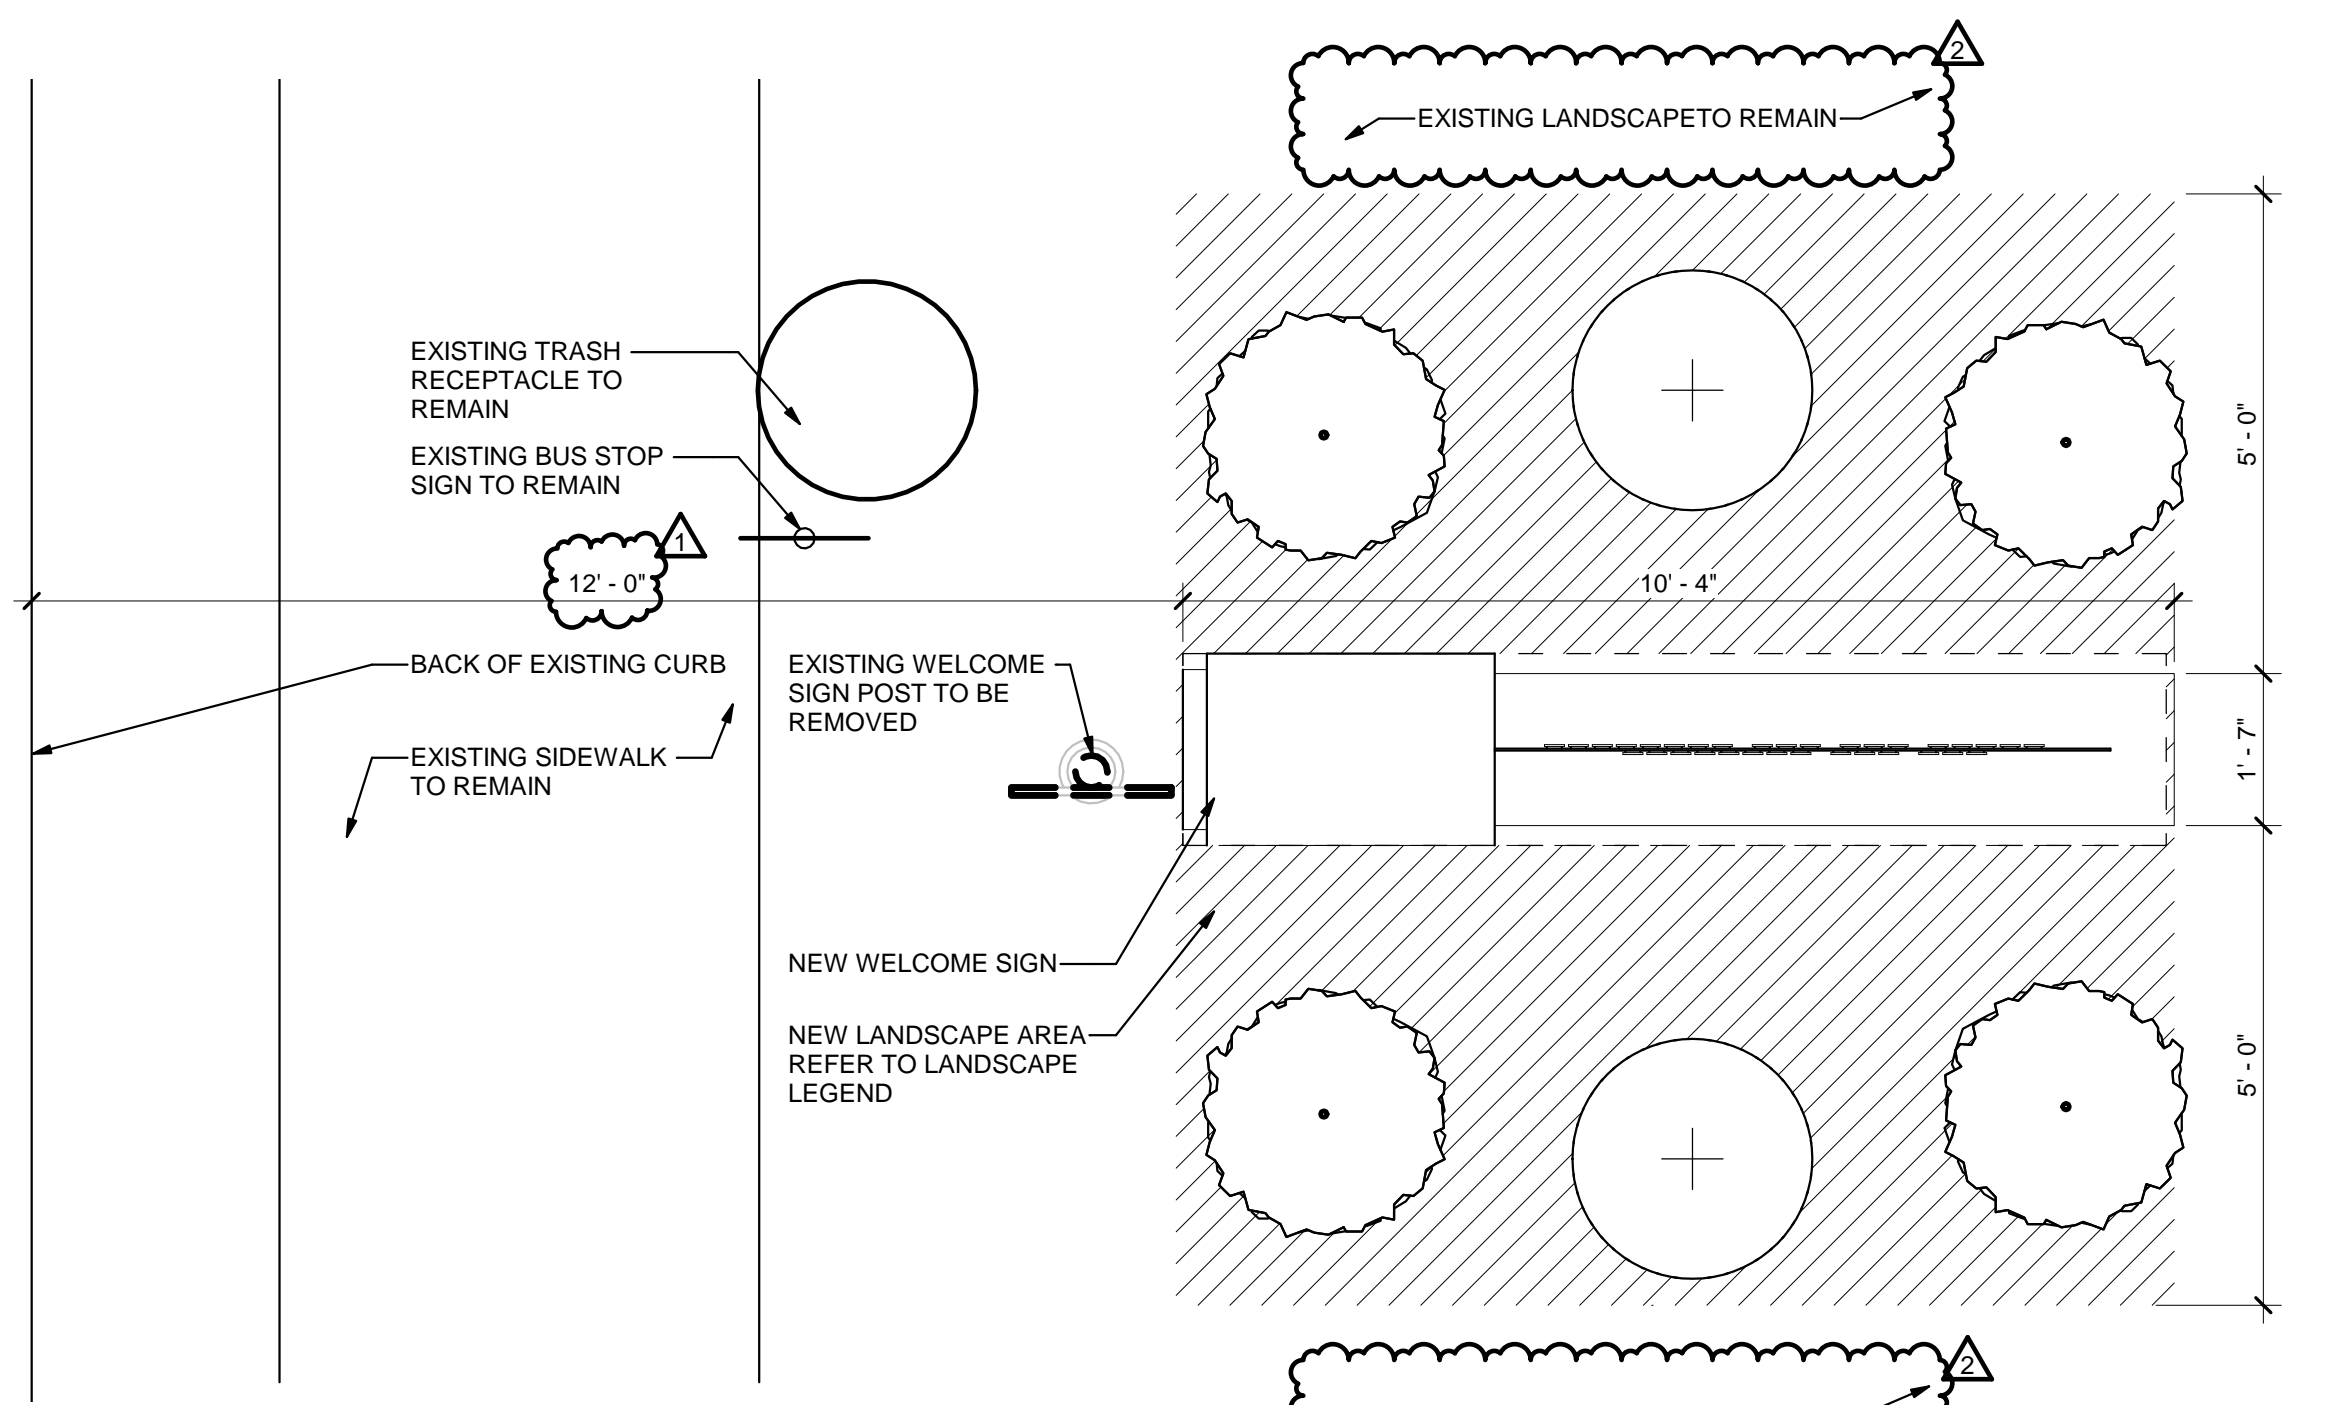 2
EXISTING LANDSCAPETO REMAIN
EXISTING TRASH
RECEPTACLE TO
REMAIN
EXISTING BUS STOP
SIGN TO REMAIN
1
12' - 0"
10' - 4"
5' - 0"
BACK OF EXISTING CURB
EXISTING SIDEWALK
TO REMAIN
EXISTING WELCOME
SIGN POST TO BE
REMOVED
1' - 7"
NEW WELCOME SIGN
NEW LANDSCAPE AREA
REFER TO LANDSCAPE
LEGEND
5' - 0"
2